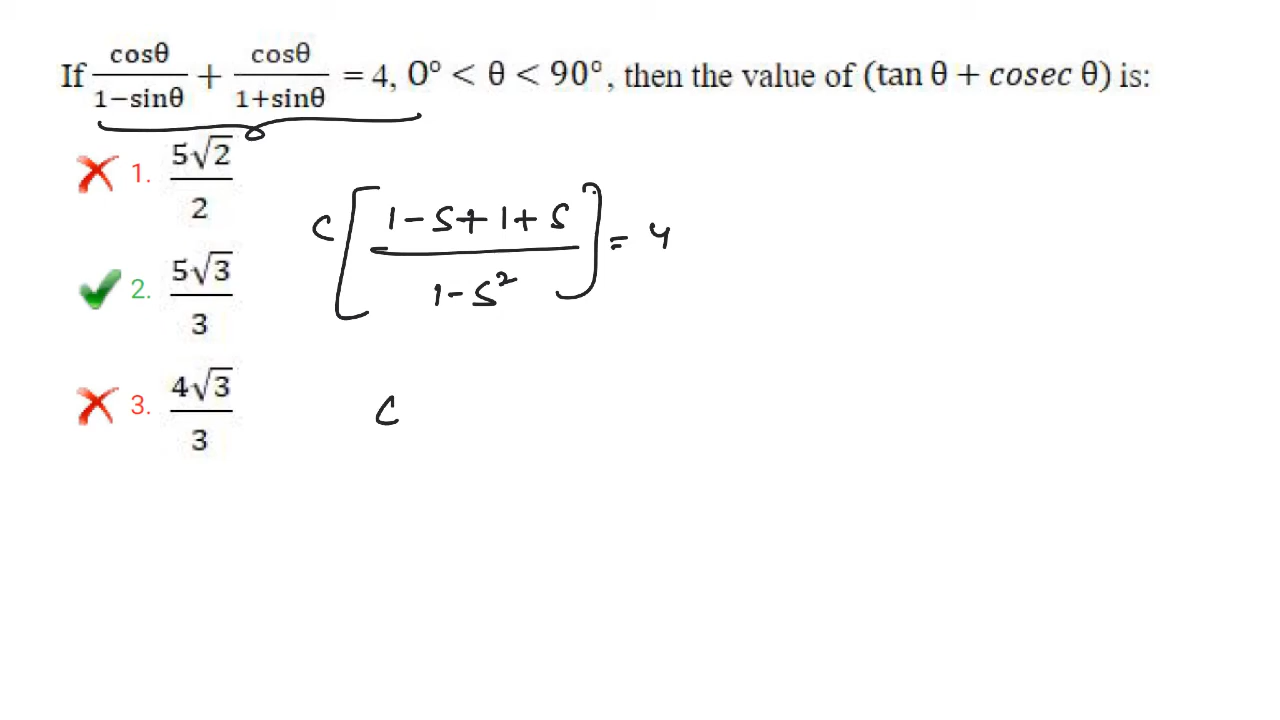 If cosθ/(1−sinθ) + cosθ/(1+sinθ) = 4, 0° < θ < 90°, then the value of (tan θ + cosec θ) is:
1. 5√2/2
2. 5√3/3
3. 4√3/3
c [(1-s+1+s)/(1-s²)] = 4
c